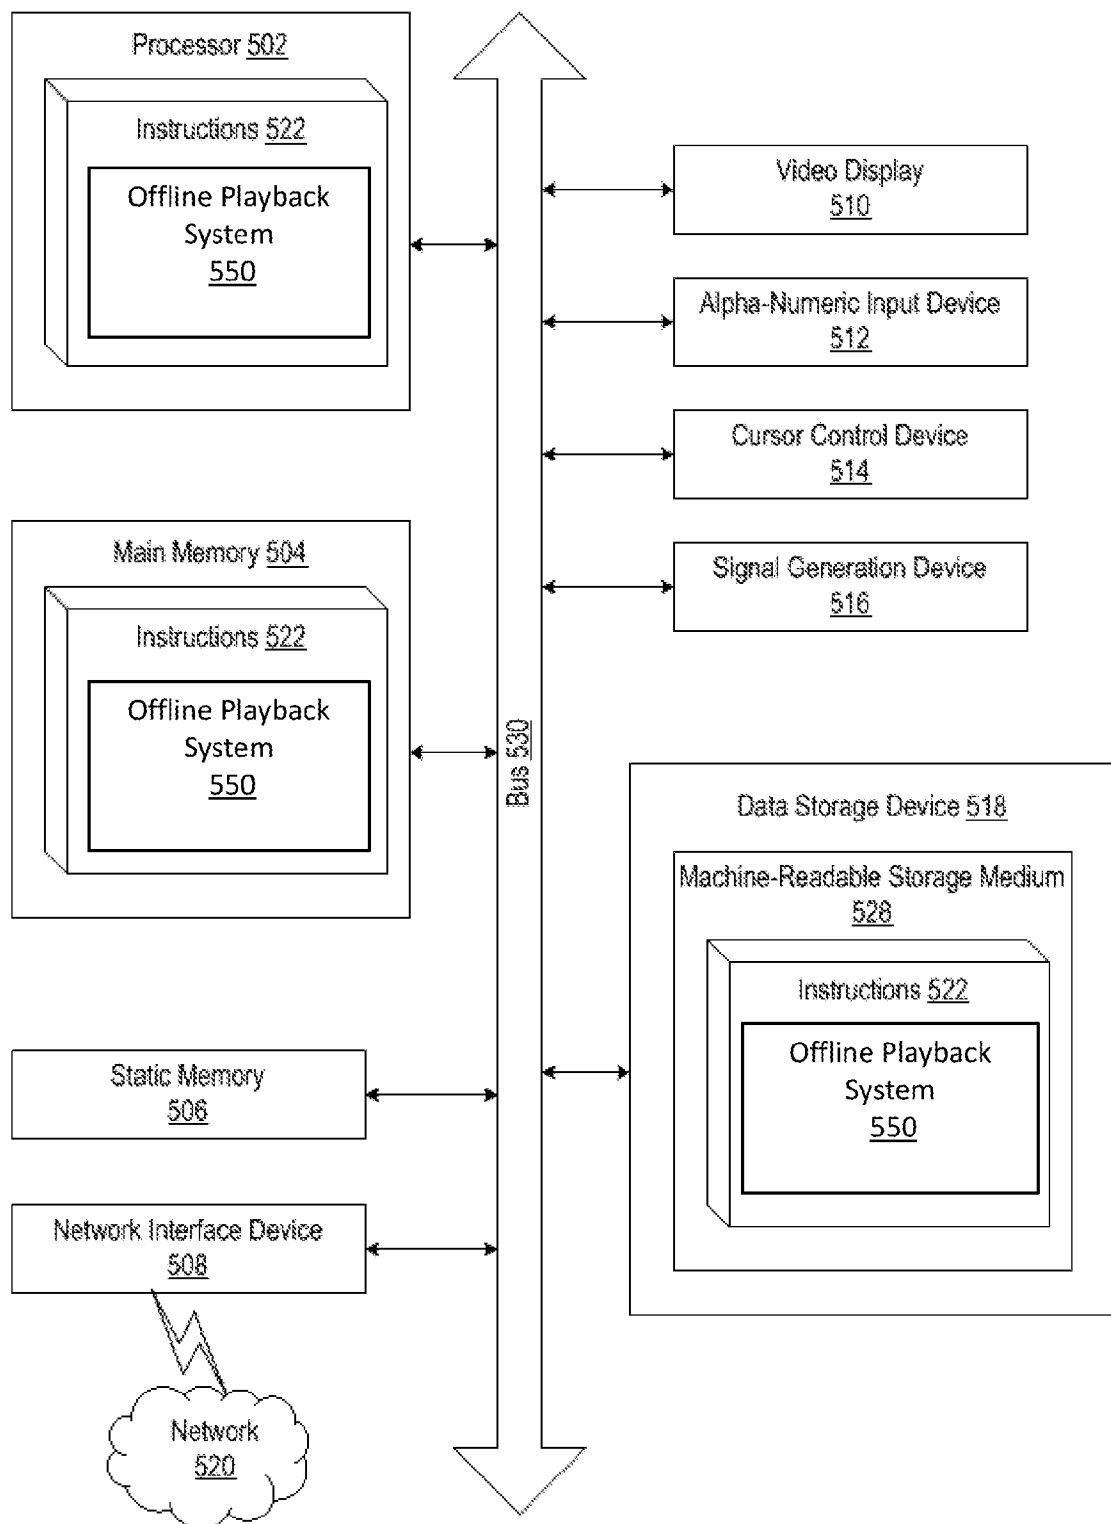 Processor 502
Instructions 522
Offline Playback
System
550
Main Memory 504
Instructions 522
Offline Playback
System
550
Static Memory
506
Network Interface Device
508
Network
520
Bus 530
Video Display
510
Alpha-Numeric Input Device
512
Cursor Control Device
514
Signal Generation Device
516
Data Storage Device 518
Machine-Readable Storage Medium
528
Instructions 522
Offline Playback
System
550